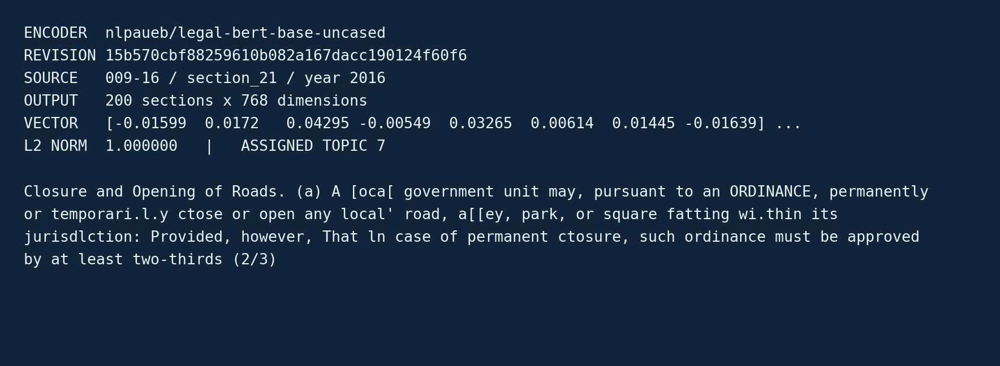 ENCODER  nlpaueb/legal-bert-base-uncased
REVISION 15b570cbf88259610b082a167dacc190124f60f6
SOURCE   009-16 / section_21 / year 2016
OUTPUT   200 sections x 768 dimensions
VECTOR   [-0.01599  0.0172   0.04295 -0.00549  0.03265  0.00614  0.01445 -0.01639] ...
L2 NORM  1.000000   |   ASSIGNED TOPIC 7
Closure and Opening of Roads. (a) A [oca[ government unit may, pursuant to an ORDINANCE, permanently
or temporari.l.y ctose or open any local' road, a[[ey, park, or square fatting wi.thin its
jurisdlction: Provided, however, That ln case of permanent ctosure, such ordinance must be approved
by at least two-thirds (2/3)